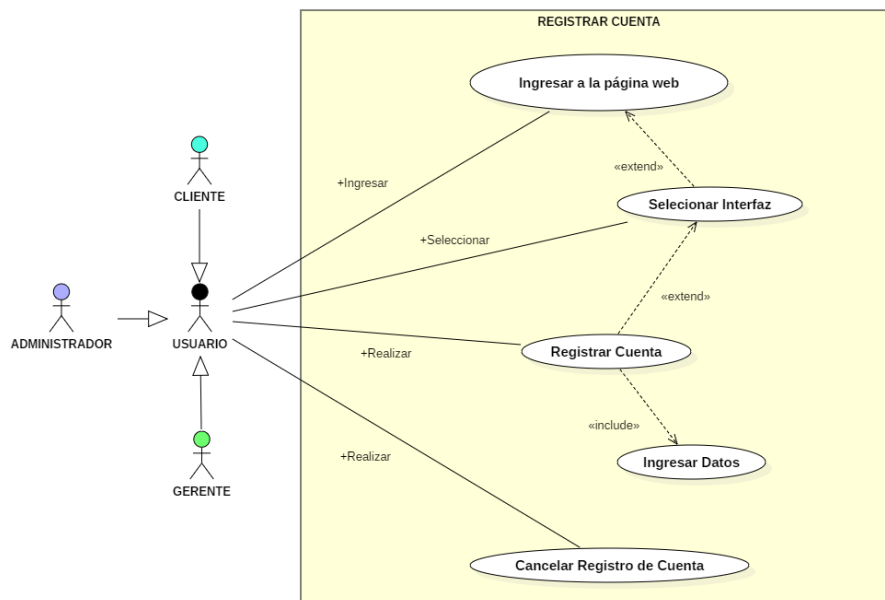 REGISTRAR CUENTA
Ingresar a la página web
+Ingresar
«extend»
CLIENTE
Selecionar Interfaz
+Seleccionar
«extend»
ADMINISTRADOR
USUARIO
+Realizar
Registrar Cuenta
«include»
+Realizar
Ingresar Datos
GERENTE
Cancelar Registro de Cuenta